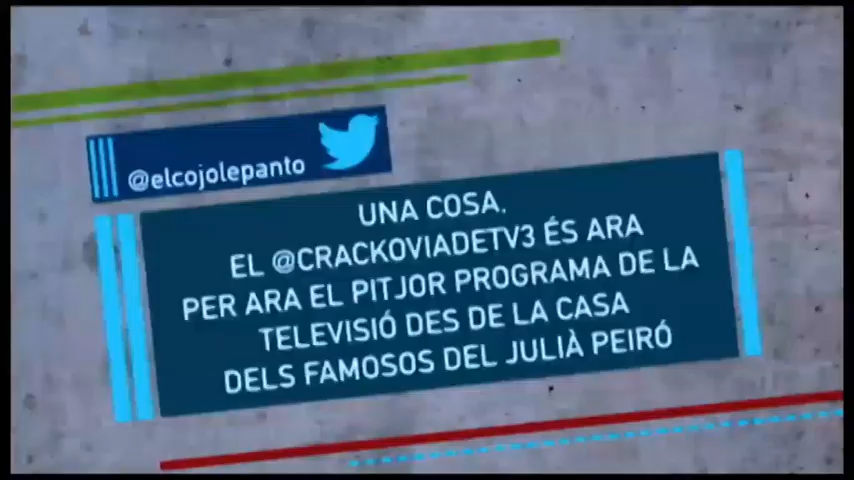 @elcojolepanto
UNA COSA,
EL @CRACKOVIADETV3 ÉS ARA
PER ARA EL PITJOR PROGRAMA DE LA
TELEVISIÓ DES DE LA CASA
DELS FAMOSOS DEL JULIÀ PEIRÓ